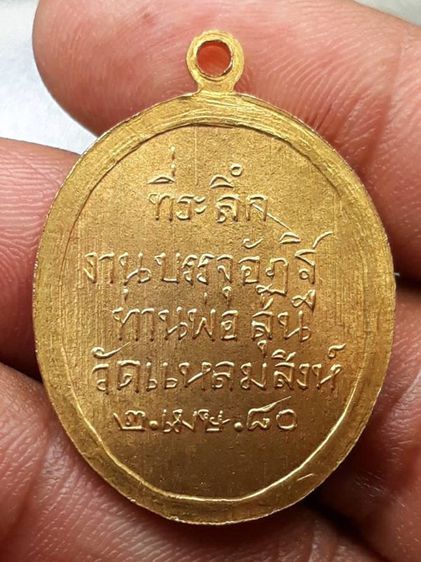 ที่ระลึก
งานบรรจุอัฏฐิ
ท่านพ่อลุ้น
วัดแหลมสิงห์
๒.เมษ.๘๐